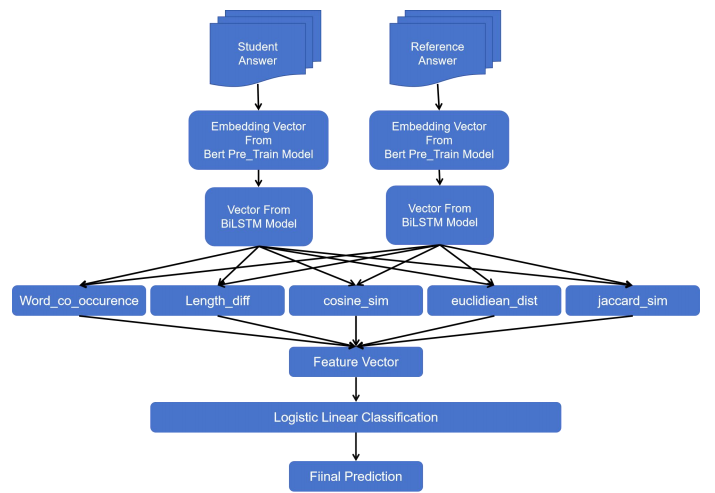 Student
Answer
Reference
Answer
Embedding Vector
From
Bert Pre_Train Model
Embedding Vector
From
Bert Pre_Train Model
Vector From
BiLSTM Model
Vector From
BiLSTM Model
Word_co_occurence
Length_diff
cosine_sim
euclidiean_dist
jaccard_sim
Feature Vector
Logistic Linear Classification
Fiinal Prediction